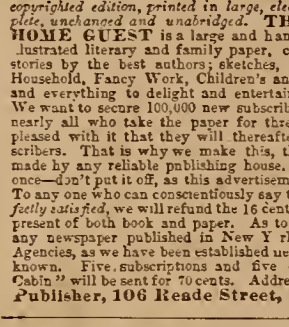 copyrighted edition, printed in large, cle
plete, unchanged and unabridged. T
HOME GUEST is a large and han
lustrated literary and family paper, c
stories by the best authors; sketches,
Household, Fancy Work, Children's an
and everything to delight and entertai
We want to secure 100,000 new subscrib
nearly all who take the paper for thre
pleased with it that they will thereafte
scribers. That is why we make this, th
made by any reliable publishing house.
once—don't put it off, as this advertisem
To any one who can conscientiously say t
fectly satisfied, we will refund the 16 cent
present of both book and paper. As to
any newspaper published in New Y rk
Agencies, as we have been established
known. Five subscriptions and five
Cabin" will be sent for 70 cents. Addre
Publisher, 106 Reade Street,